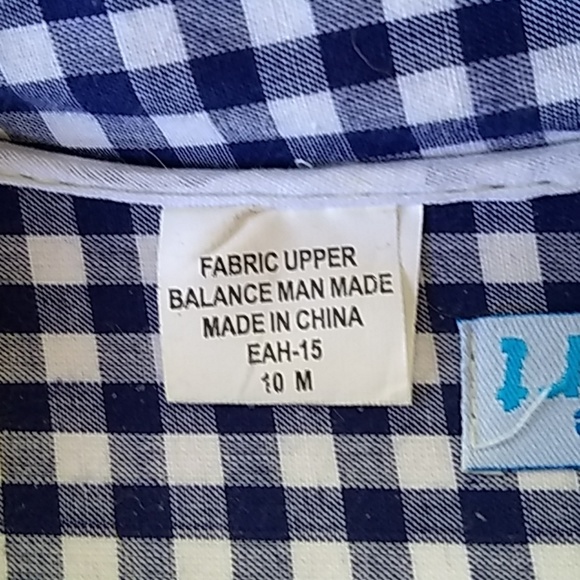 FABRIC UPPER
BALANCE MAN MADE
MADE IN CHINA
EAH-15
10 M